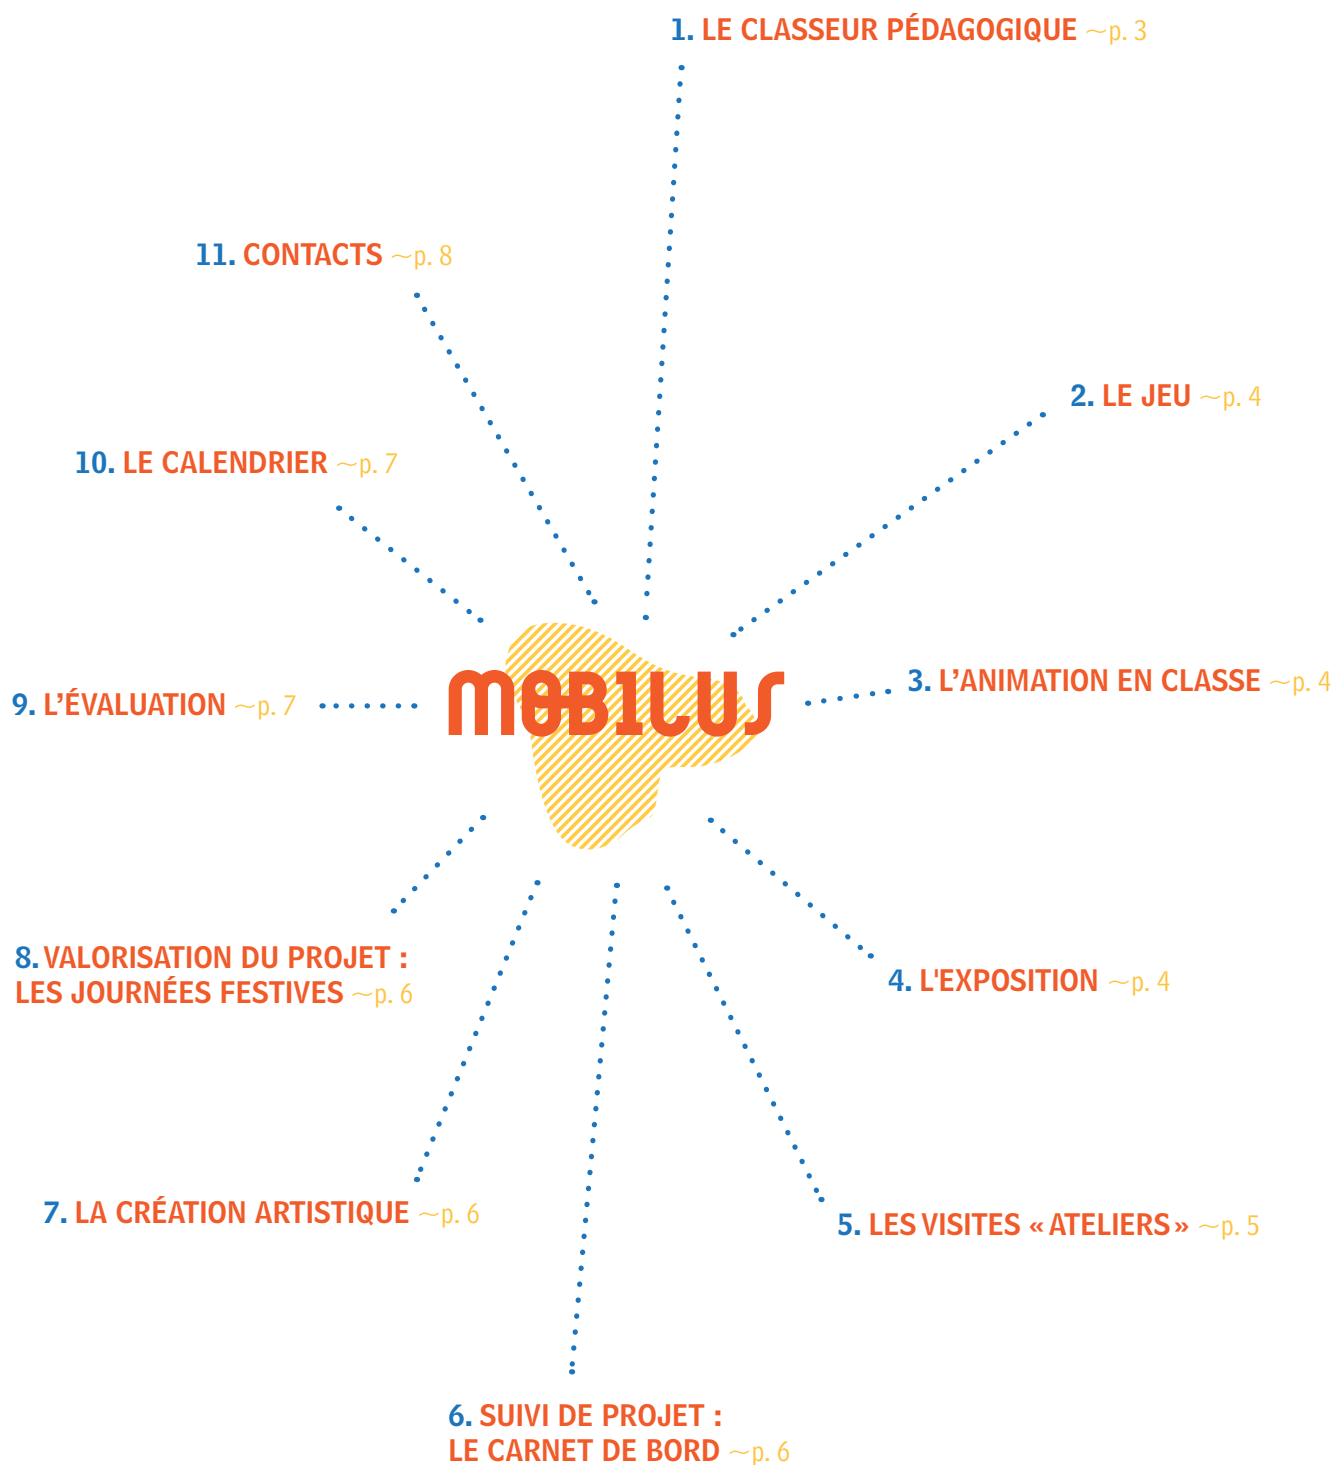 1. LE CLASSEUR PÉDAGOGIQUE ~p. 3
11. CONTACTS ~p. 8
2. LE JEU ~p. 4
10. LE CALENDRIER ~p. 7
3. L’ANIMATION EN CLASSE ~p. 4
9. L’ÉVALUATION ~p. 7
MOBILUS
8. VALORISATION DU PROJET :
LES JOURNÉES FESTIVES ~p. 6
4. L'EXPOSITION ~p. 4
7. LA CRÉATION ARTISTIQUE ~p. 6
5. LES VISITES « ATELIERS » ~p. 5
6. SUIVI DE PROJET :
LE CARNET DE BORD ~p. 6